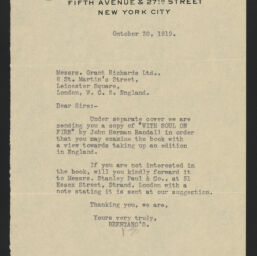 FIFTH AVENUE & 27TH STREET
NEW YORK CITY
October 20, 1919.
Messrs. Grant Richards Ltd.,
8 St. Martin's Street,
Leicester Square,
London, W. C. 2. England.
Dear Sirs:-
Under separate cover we are
sending you a copy of "WITH SOUL ON
FIRE" by John Herman Randall in order
that you may examine the book with
a view towards taking up an edition
in England.
If you are not interested in
the book, will you kindly forward it
to Messrs. Stanley Paul & Co., at 31
Essex Street, Strand. London with a
note stating it is sent at our suggestion.
Thanking you, we are,
Yours very truly,
BRENTANO'S.